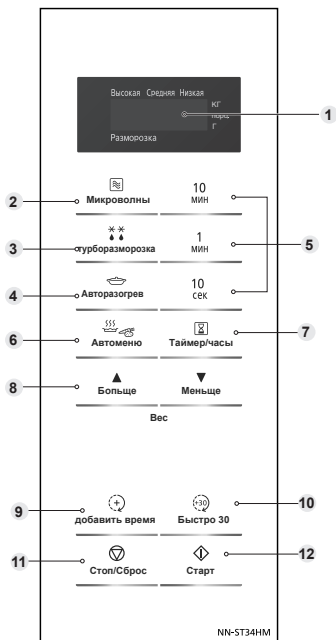 Высокая Средняя Низкая
кг
порц.
г
Разморозка
1
2
Микроволны
10
мин
3
турборазморозка
1
мин
5
4
Авторазогрев
10
сек
6
Автоменю
Таймер/часы
7
8
Бопьще
Меньще
Вес
9
добавить время
+30
Быстро 30
10
11
Стоп/Сброс
Старт
12
NN-ST34HM